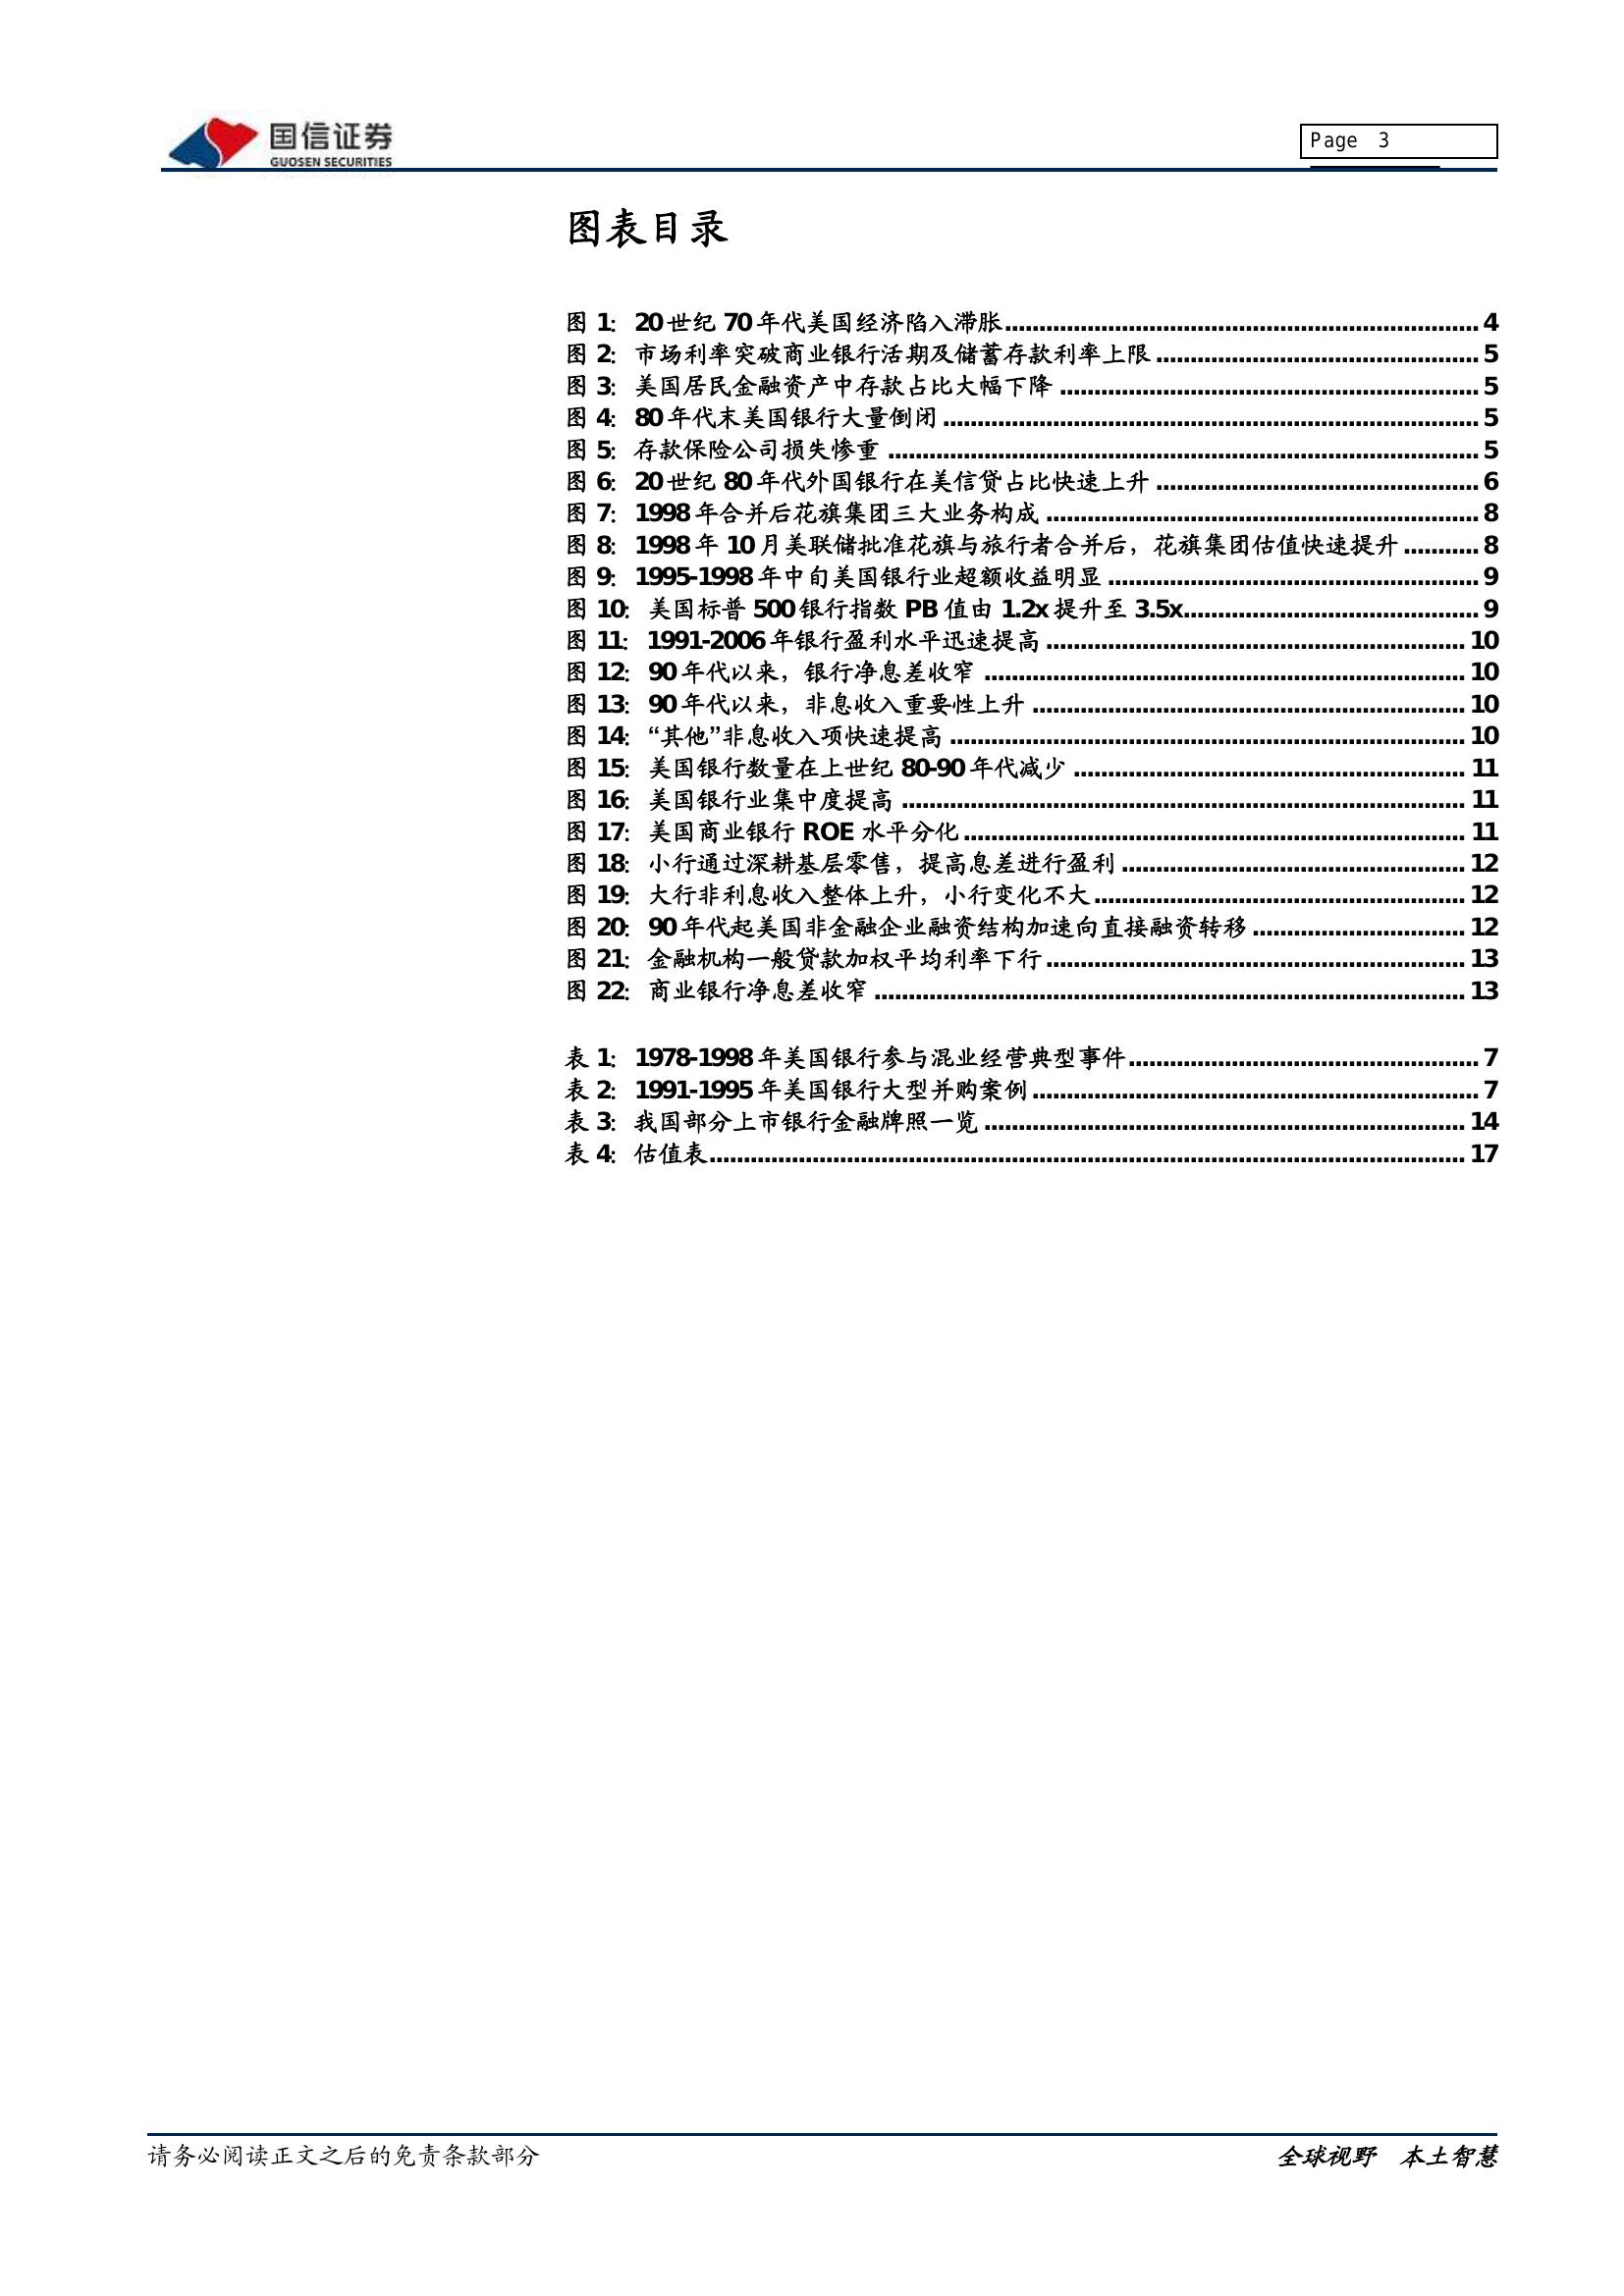 国信证券
GUOSEN SECURITIES
Page 3
图表目录
图 1: 20世纪 70年代美国经济陷入滞胀 4
图 2: 市场利率突破商业银行活期及储蓄存款利率上限 5
图 3: 美国居民金融资产中存款占比大幅下降 5
图 4: 80年代末美国银行大量倒闭 5
图 5: 存款保险公司损失惨重 5
图 6: 20世纪 80年代外国银行在美信贷占比快速上升 6
图 7: 1998年合并后花旗集团三大业务构成 8
图 8: 1998年 10月美联储批准花旗与旅行者合并后，花旗集团估值快速提升 8
图 9: 1995-1998年中旬美国银行业超额收益明显 9
图 10: 美国标普 500银行指数 PB 值由 1.2x提升至 3.5x 9
图 11: 1991-2006年银行盈利水平迅速提高 10
图 12: 90年代以来，银行净息差收窄 10
图 13: 90年代以来，非息收入重要性上升 10
图 14: “其他”非息收入项快速提高 10
图 15: 美国银行数量在上世纪 80-90年代减少 11
图 16: 美国银行业集中度提高 11
图 17: 美国商业银行 ROE 水平分化 11
图 18: 小行通过深耕基层零售，提高息差进行盈利 12
图 19: 大行非利息收入整体上升，小行变化不大 12
图 20: 90年代起美国非金融企业融资结构加速向直接融资转移 12
图 21: 金融机构一般贷款加权平均利率下行 13
图 22: 商业银行净息差收窄 13
表 1: 1978-1998年美国银行参与混业经营典型事件 7
表 2: 1991-1995年美国银行大型并购案例 7
表 3: 我国部分上市银行金融牌照一览 14
表 4: 估值表 17
请务必阅读正文之后的免责条款部分
全球视野 本土智慧